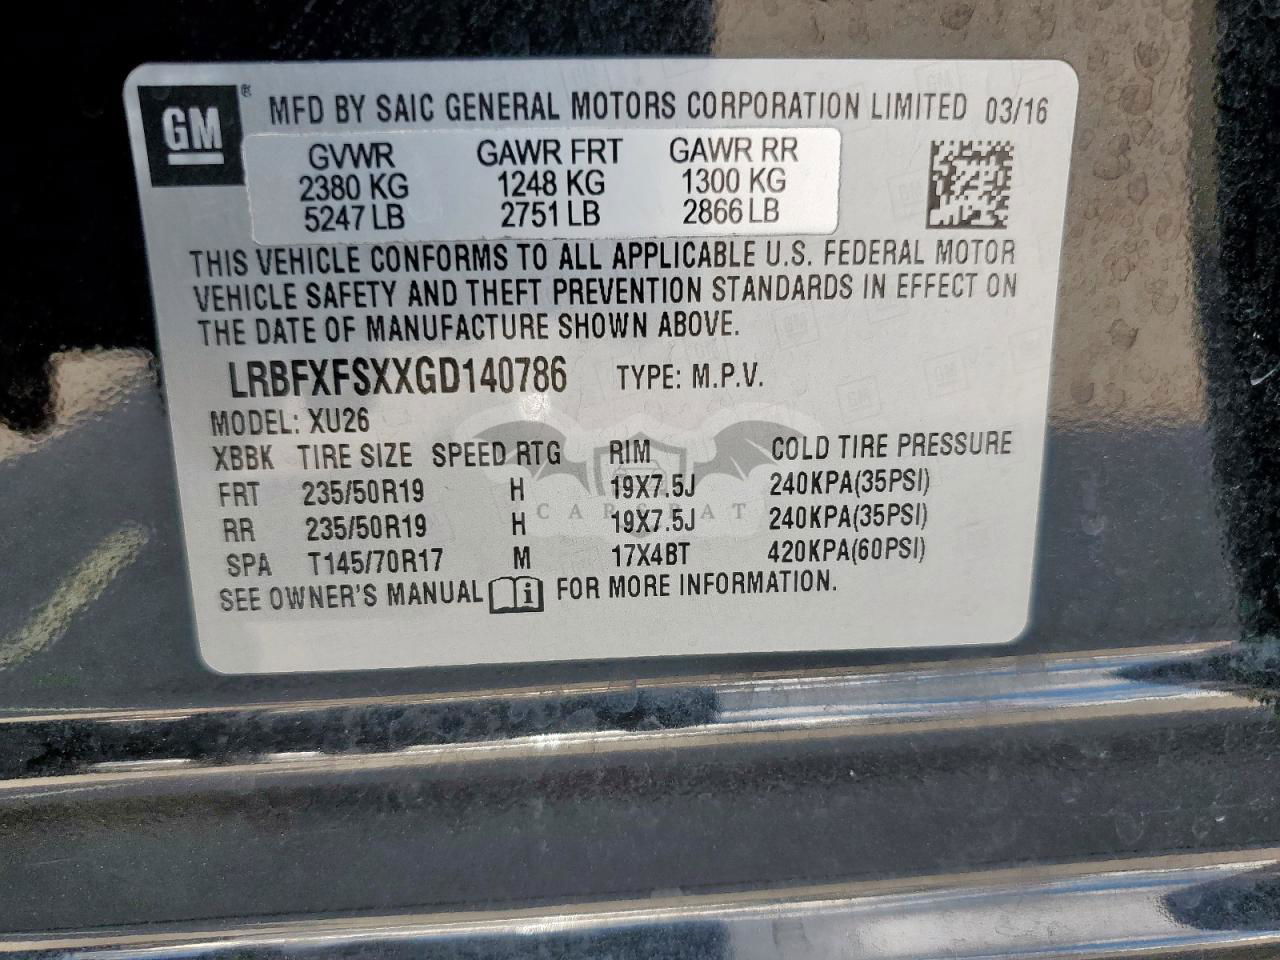 GM ® MFD BY SAIC GENERAL MOTORS CORPORATION LIMITED 03/16
GVWR GAWR FRT GAWR RR
2380 KG 1248 KG 1300 KG
5247 LB 2751 LB 2866 LB
THIS VEHICLE CONFORMS TO ALL APPLICABLE U.S. FEDERAL MOTOR
VEHICLE SAFETY AND THEFT PREVENTION STANDARDS IN EFFECT ON
THE DATE OF MANUFACTURE SHOWN ABOVE.
LRBFXFSXXGD140786 TYPE: M.P.V.
MODEL: XU26
XBBK TIRE SIZE SPEED RTG RIM COLD TIRE PRESSURE
FRT 235/50R19 H 19X7.5J 240KPA(35PSI)
CARSBAT
RR 235/50R19 H 19X7.5J 240KPA(35PSI)
SPA T145/70R17 M 17X4BT 420KPA(60PSI)
SEE OWNER'S MANUAL i FOR MORE INFORMATION.